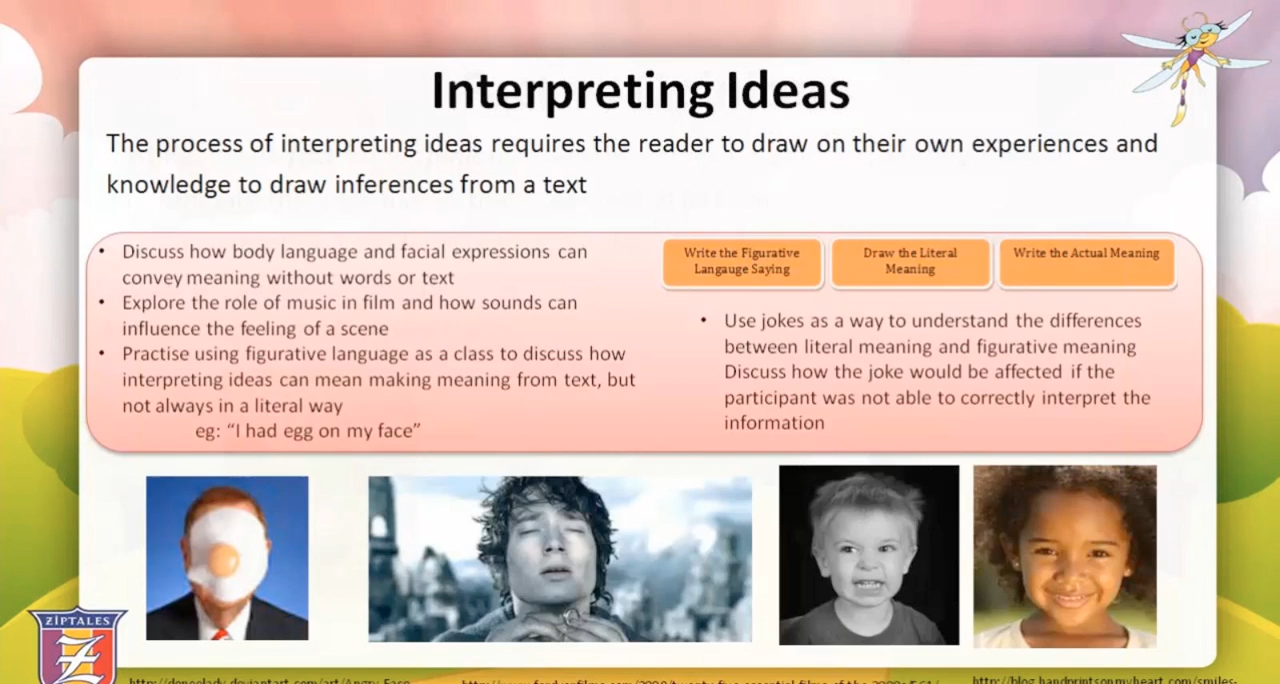 Interpreting Ideas
The process of interpreting ideas requires the reader to draw on their own experiences and
knowledge to draw inferences from a text
• Discuss how body language and facial expressions can
convey meaning without words or text
• Explore the role of music in film and how sounds can
influence the feeling of a scene
• Practise using figurative language as a class to discuss how
interpreting ideas can mean making meaning from text, but
not always in a literal way
eg: “I had egg on my face”
Write the Figurative
Langauge Saying
Draw the Literal
Meaning
Write the Actual Meaning
• Use jokes as a way to understand the differences
between literal meaning and figurative meaning
Discuss how the joke would be affected if the
participant was not able to correctly interpret the
information
ZIPTALES
Z
http://blog.handprintsonmyheart.com/smiles-